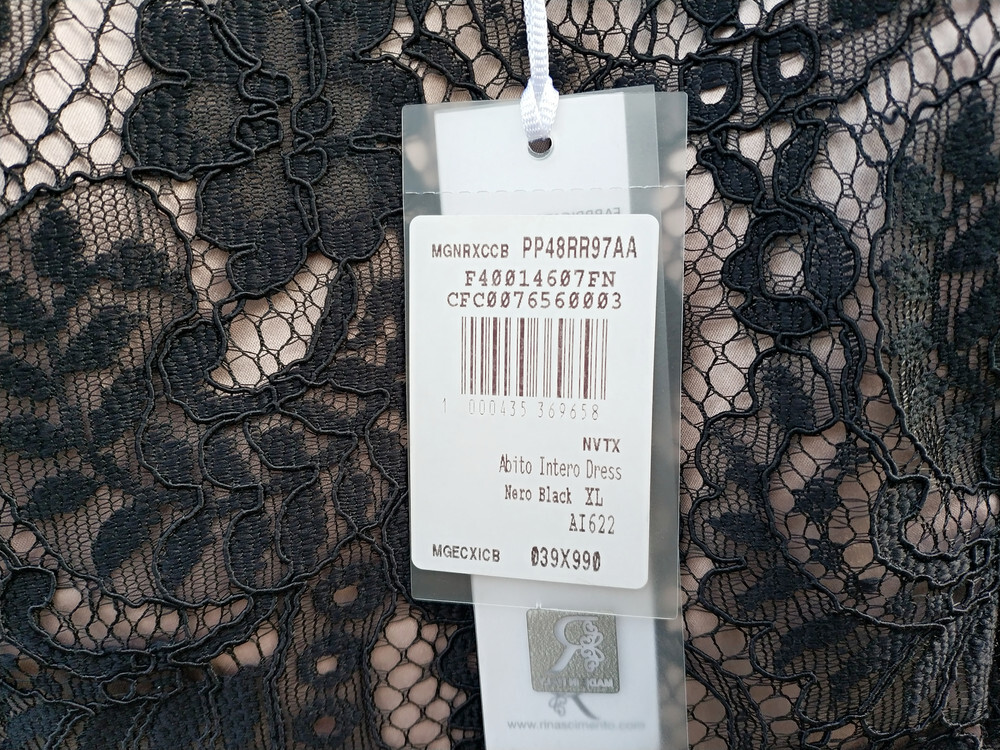 MGNRXCCB PP48RR97AA
F40014607FN
CFC0076560003
1 000435 369658
NVTX
Abito Intero Dress
Nero Black XL
AI622
MGECXICB 039X990
www.rinascimento.com